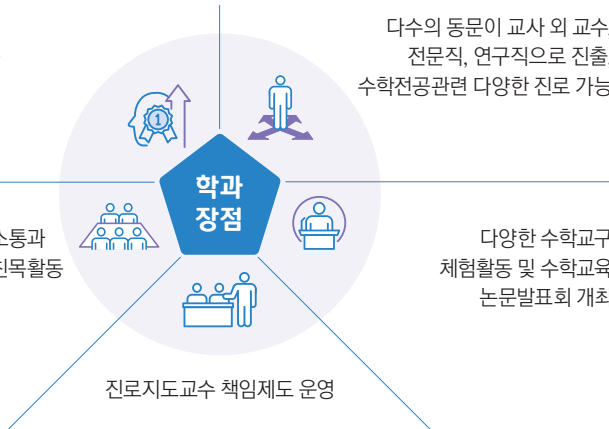 다수의 동문이 교사 외 교수,
전문직, 연구직으로 진출,
수학전공관련 다양한 진로 가능
1
학과
장점
소통과
친목활동
다양한 수학교구
체험활동 및 수학교육
논문발표회 개최
진로지도교수 책임제도 운영